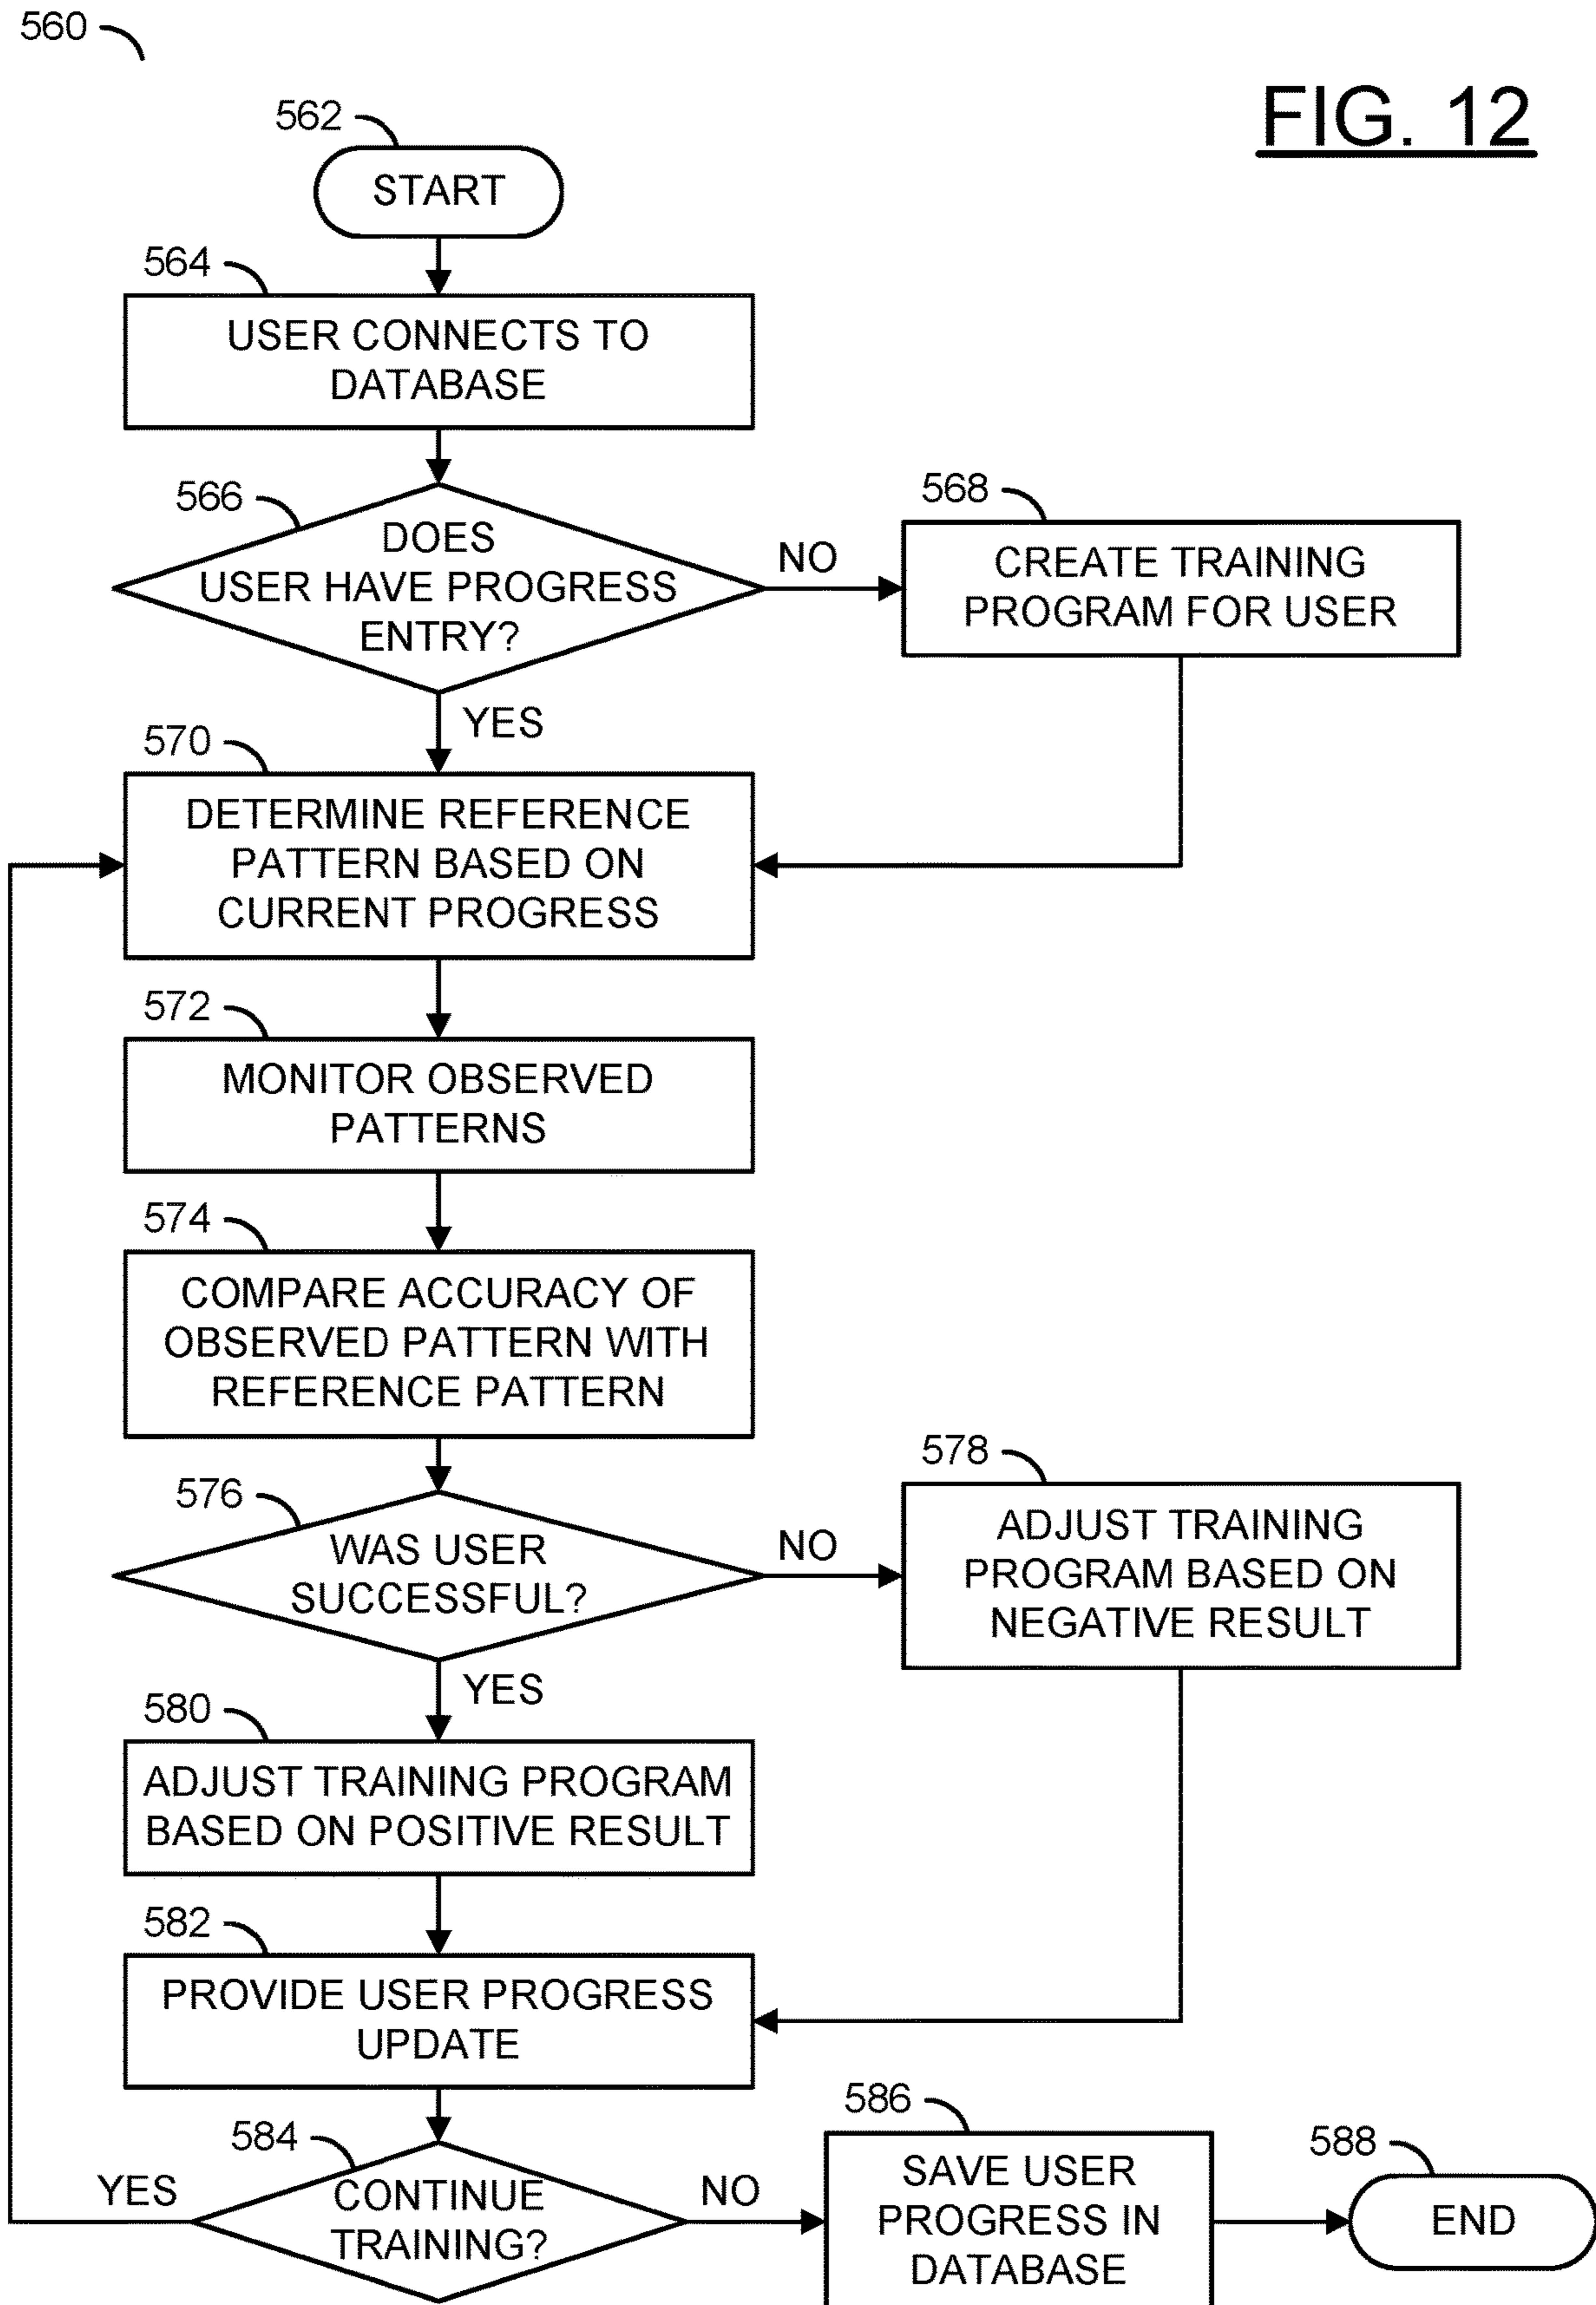 560
FIG. 12
562
START
564
USER CONNECTS TO
DATABASE
566
DOES
USER HAVE PROGRESS
ENTRY?
NO
568
CREATE TRAINING
PROGRAM FOR USER
YES
570
DETERMINE REFERENCE
PATTERN BASED ON
CURRENT PROGRESS
572
MONITOR OBSERVED
PATTERNS
574
COMPARE ACCURACY OF
OBSERVED PATTERN WITH
REFERENCE PATTERN
576
WAS USER
SUCCESSFUL?
NO
578
ADJUST TRAINING
PROGRAM BASED ON
NEGATIVE RESULT
YES
580
ADJUST TRAINING PROGRAM
BASED ON POSITIVE RESULT
582
PROVIDE USER PROGRESS
UPDATE
584
YES
CONTINUE
TRAINING?
NO
586
SAVE USER
PROGRESS IN
DATABASE
588
END